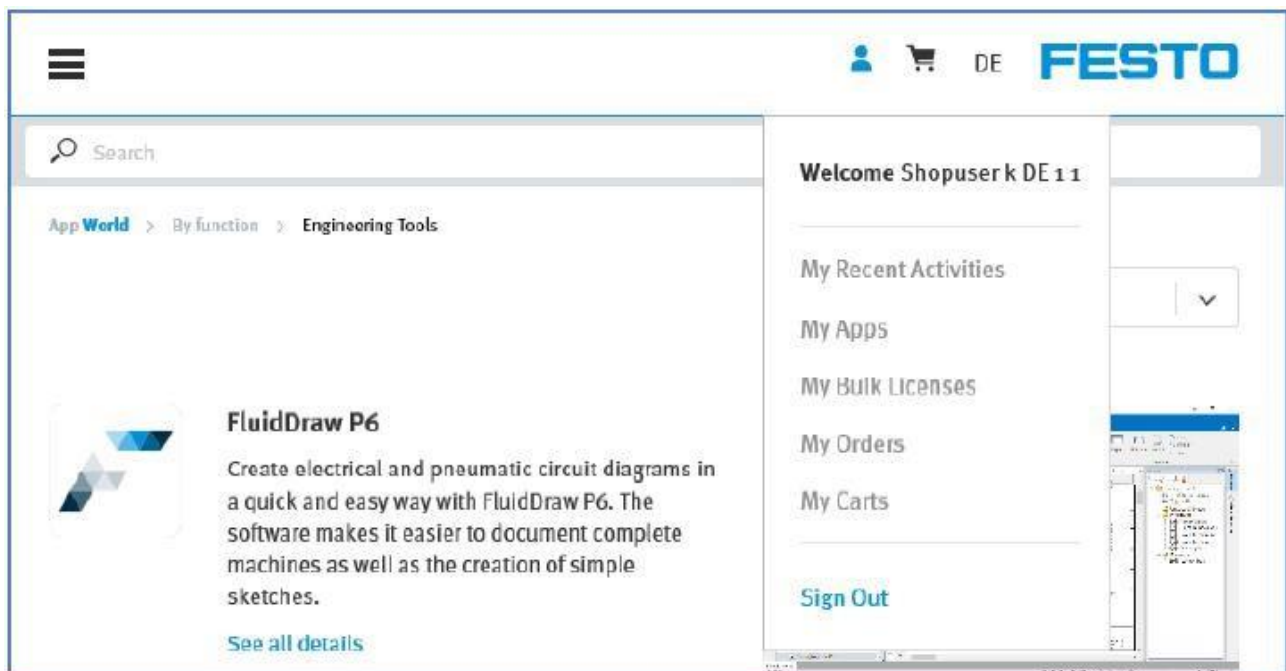 DE FESTO
Search
App World > By function > Engineering Tools
Welcome Shopuser k DE 1 1
My Recent Activities
My Apps
My Bulk Licenses
My Orders
My Carts
Sign Out
FluidDraw P6
Create electrical and pneumatic circuit diagrams in
a quick and easy way with FluidDraw P6. The
software makes it easier to document complete
machines as well as the creation of simple
sketches.
See all details